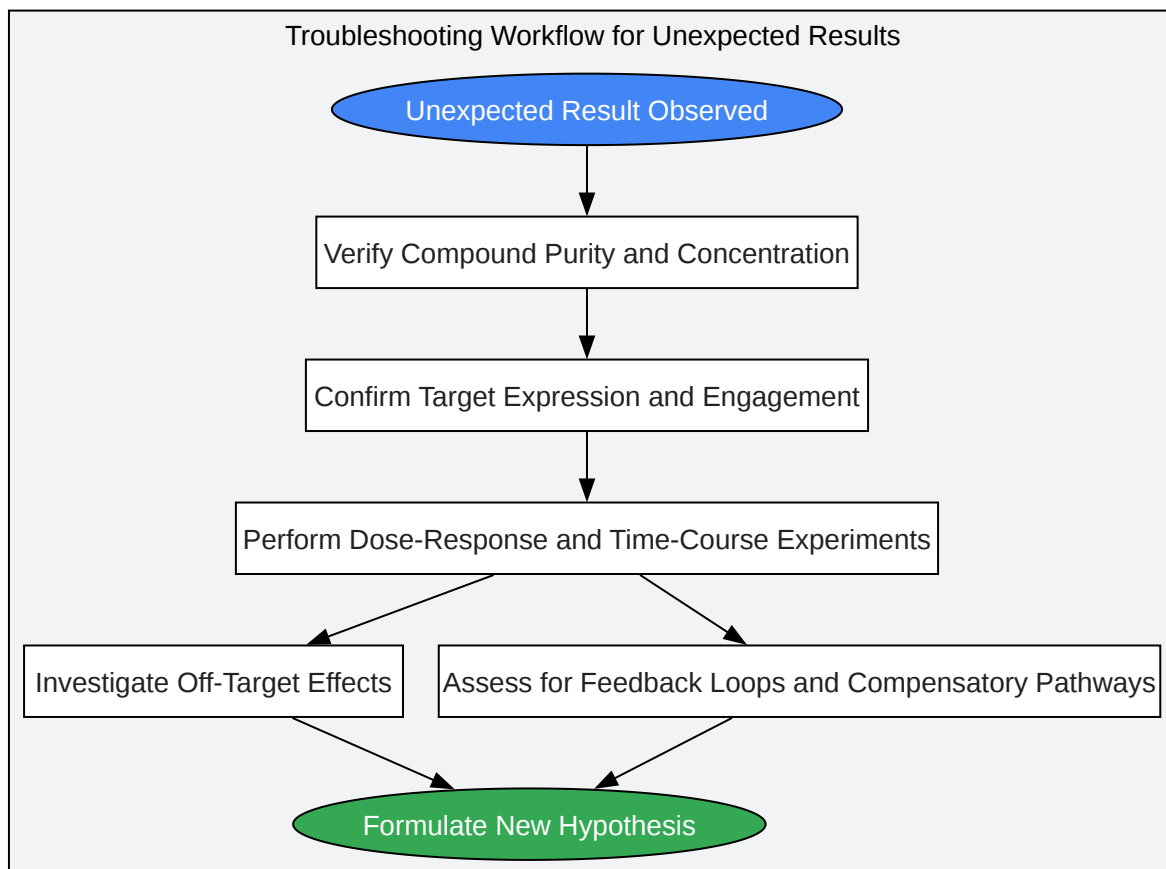 Troubleshooting Workflow for Unexpected Results
Unexpected Result Observed
Verify Compound Purity and Concentration
Confirm Target Expression and Engagement
Perform Dose-Response and Time-Course Experiments
Investigate Off-Target Effects
Assess for Feedback Loops and Compensatory Pathways
Formulate New Hypothesis